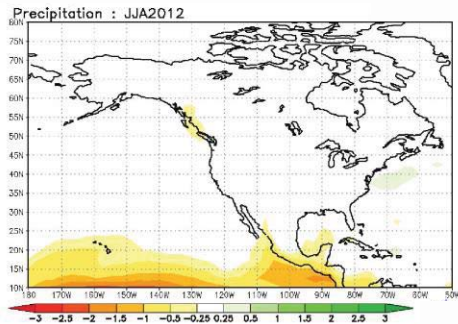 Precipitation : JJA2012
80N
75N
70N
65N
60N
55N
50N
45N
40N
35N
30N
25N
20N
15N
10N
180 170W 160W 150W 140W 130W 120W 110W 100W 90W 80W 70W 60W 50W
-3 -2.5 -2 -1.5 -1 -0.5 -0.25 0.25 0.5 1 1.5 2 2.5 3